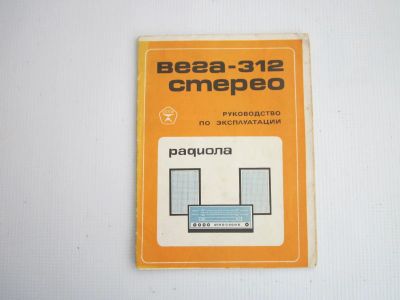 Вега-312
стерео
РУКОВОДСТВО
ПО ЭКСПЛУАТАЦИИ
радиола